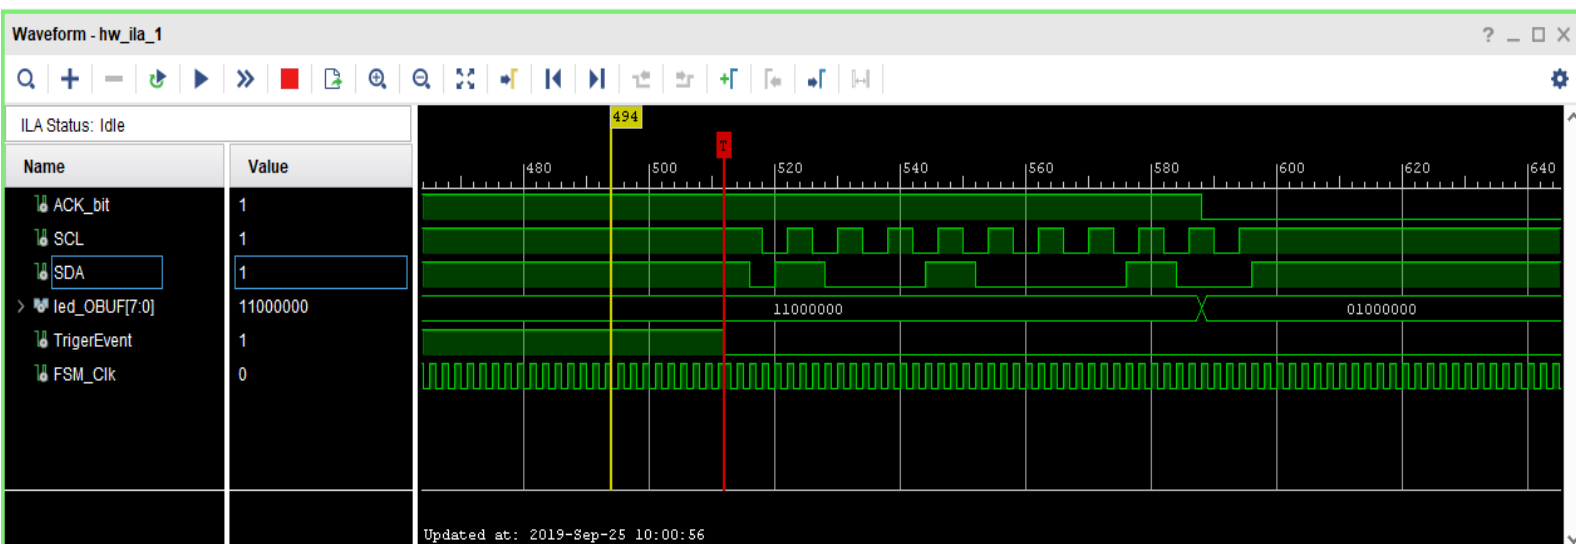 Waveform - hw_ila_1
?
ILA Status: Idle
494
T
Name Value
480 500 520 540 560 580 600 620 640
ACK_bit 1
SCL 1
SDA 1
led_OBUF[7:0] 11000000 11000000 01000000
TrigerEvent 1
FSM_Clk 0
Updated at: 2019-Sep-25 10:00:56